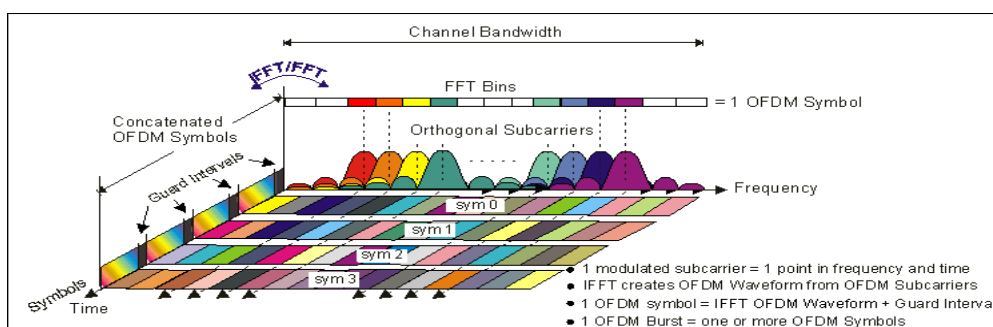 Channel Bandwidth
IFFT/FFT
FFT Bins
= 1 OFDM Symbol
Concatenated
OFDM Symbols
Orthogonal Subcarriers
Guard Intervals
Frequency
sym 0
sym 1
sym 2
sym 3
Symbols
Time
● 1 modulated subcarrier = 1 point in frequency and time
● IFFT creates OFDM Waveform from OFDM Subcarriers
● 1 OFDM symbol = IFFT OFDM Waveform + Guard Interva
● 1 OFDM Burst = one or more OFDM Symbols